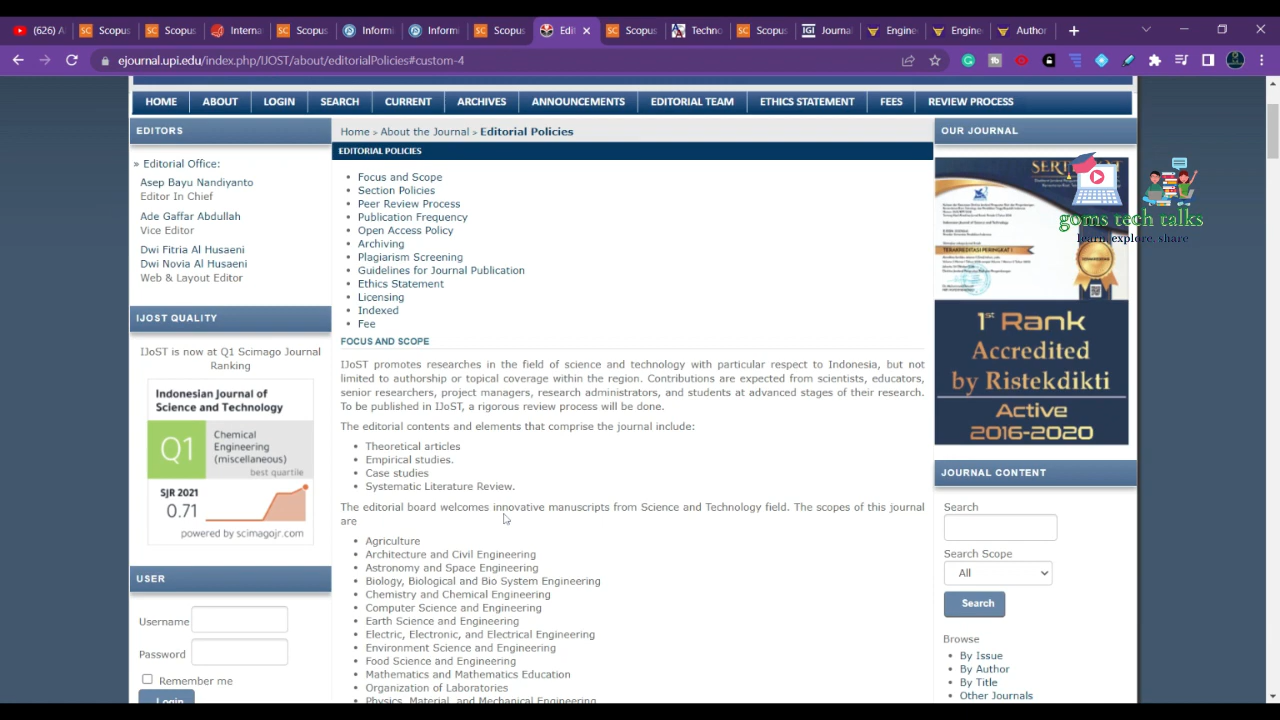 (626) A
Scopus
Scopus
Interna
Scopus
Inform
Inform
Scopus
Edit
Scopus
Techno
Scopus
Journa
Engine
Engine
Author
ejournal.upi.edu/index.php/IJOST/about/editorialPolicies#custom-4
HOME
ABOUT
LOGIN
SEARCH
CURRENT
ARCHIVES
ANNOUNCEMENTS
EDITORIAL TEAM
ETHICS STATEMENT
FEES
REVIEW PROCESS
EDITORS
» Editorial Office:
Asep Bayu Nandiyanto
Editor In Chief
Ade Gaffar Abdullah
Vice Editor
Dwi Fitria Al Husaeni
Dwi Novia Al Husaeni
Web & Layout Editor
IJOST QUALITY
IJoST is now at Q1 Scimago Journal
Ranking
Indonesian Journal of
Science and Technology
Q1
Chemical
Engineering
(miscellaneous)
best quartile
SJR 2021
0.71
powered by scimagojr.com
USER
Username
Password
Remember me
Login
Home > About the Journal > Editorial Policies
EDITORIAL POLICIES
• Focus and Scope
• Section Policies
• Peer Review Process
• Publication Frequency
• Open Access Policy
• Archiving
• Plagiarism Screening
• Guidelines for Journal Publication
• Ethics Statement
• Licensing
• Indexed
• Fee
FOCUS AND SCOPE
IJoST promotes researches in the field of science and technology with particular respect to Indonesia, but not
limited to authorship or topical coverage within the region. Contributions are expected from scientists, educators,
senior researchers, project managers, research administrators, and students at advanced stages of their research.
To be published in IJoST, a rigorous review process will be done.
The editorial contents and elements that comprise the journal include:
• Theoretical articles
• Empirical studies.
• Case studies
• Systematic Literature Review.
The editorial board welcomes innovative manuscripts from Science and Technology field. The scopes of this journal
are
• Agriculture
• Architecture and Civil Engineering
• Astronomy and Space Engineering
• Biology, Biological and Bio System Engineering
• Chemistry and Chemical Engineering
• Computer Science and Engineering
• Earth Science and Engineering
• Electric, Electronic, and Electrical Engineering
• Environment Science and Engineering
• Food Science and Engineering
• Mathematics and Mathematics Education
• Organization of Laboratories
• Physics, Material, and Mechanical Engineering
OUR JOURNAL
TERAKREDITASI PERINGKAT 1
goms tech talks
learn. explore. share
1st Rank
Accredited
by Ristekdikti
Active
2016-2020
JOURNAL CONTENT
Search
Search Scope
All
Search
Browse
• By Issue
• By Author
• By Title
• Other Journals